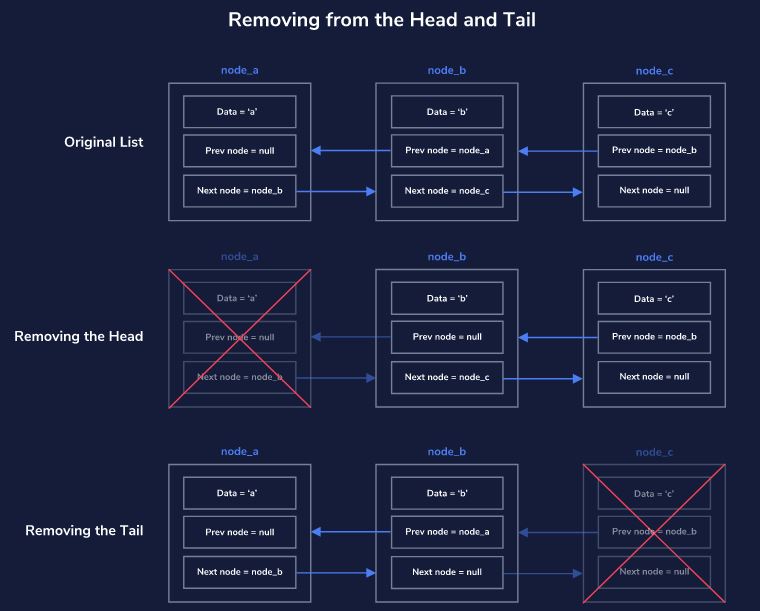 Removing from the Head and Tail
node_a node_b node_c
Data = ‘a’ Data = ‘b’ Data = ‘c’
Original List
Prev node = null Prev node = node_a Prev node = node_b
Next node = node_b Next node = node_c Next node = null
node_a node_b node_c
Data = ‘a’ Data = ‘b’ Data = ‘c’
Removing the Head
Prev node = null Prev node = null Prev node = node_b
Next node = node_b Next node = node_c Next node = null
node_a node_b node_c
Data = ‘a’ Data = ‘b’ Data = ‘c’
Removing the Tail
Prev node = null Prev node = node_a Prev node = node_b
Next node = node_b Next node = null Next node = null